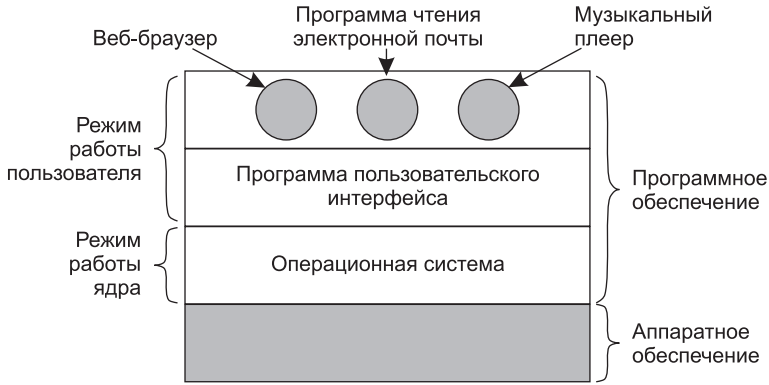 Веб-браузер
Программа чтения
электронной почты
Музыкальный
плеер
Режим
работы
пользователя
Программа пользовательского
интерфейса
Программное
обеспечение
Режим
работы
ядра
Операционная система
Аппаратное
обеспечение